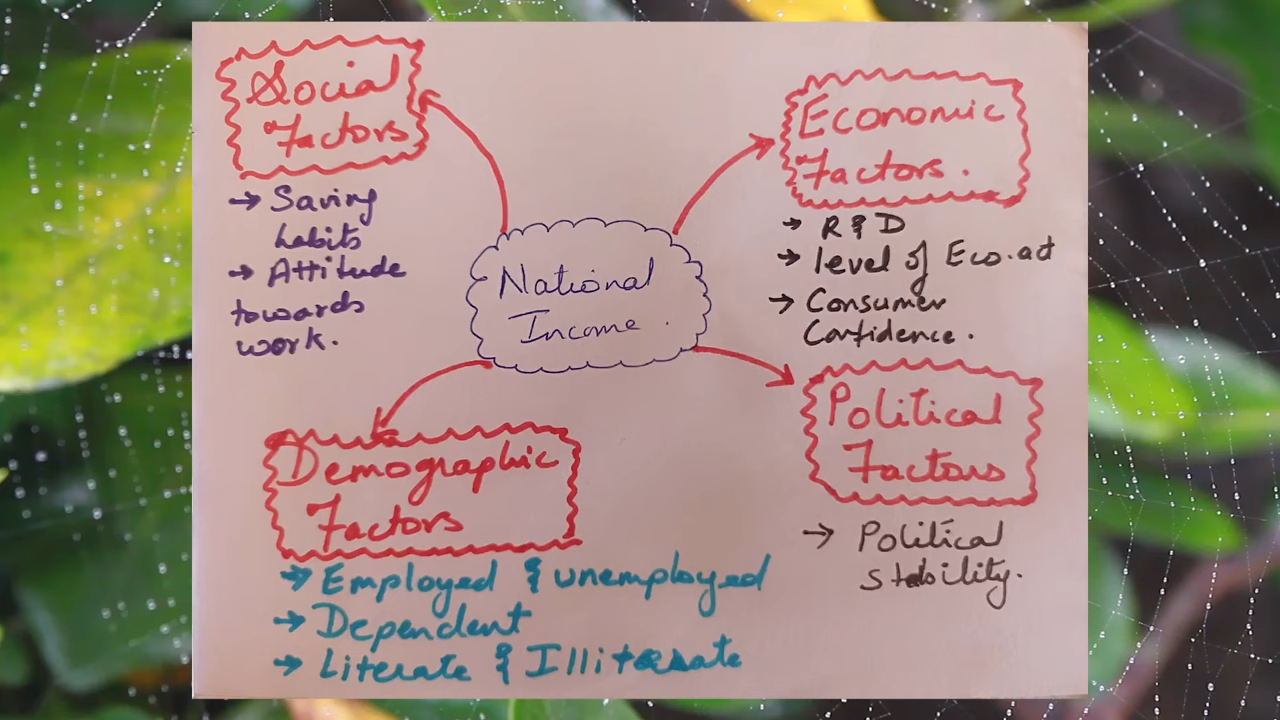 Social
Factors
→ Saving
habits
→ Attitude
towards
work.
Economic
Factors.
→ R & D
→ level of Eco.act
→ Consumer
Confidence.
National
Income.
Demographic
Factors
→ Employed & unemployed
→ Dependent
→ Literate & Illiterate
Political
Factors
→ Political
stability.